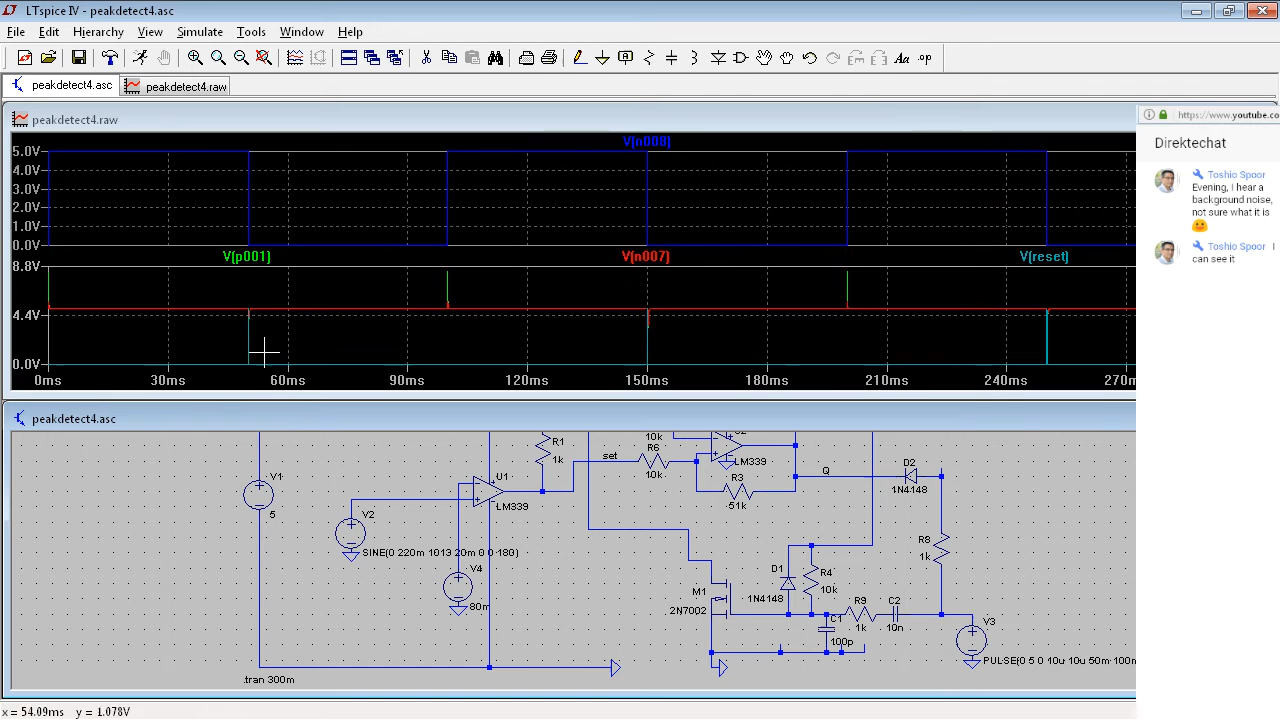 LTspice IV - peakdetect4.asc
File Edit Hierarchy View Simulate Tools Window Help
Aa .op
peakdetect4.asc peakdetect4.raw
peakdetect4.raw
V(n008)
5.0V
4.0V
3.0V
2.0V
1.0V
0.0V
V(p001) V(n007) V(reset)
8.8V
4.4V
0.0V
0ms 30ms 60ms 90ms 120ms 150ms 180ms 210ms 240ms 270m
peakdetect4.asc
V1
5
V2
SINE(0 220m 1013 20m 0 0 180)
V4
80m
U1
LM339
R1
1k
set
10k
R6
10k
LM339
R3
51k
Q
D2
1N4148
R8
1k
D1
1N4148
R4
10k
M1
2N7002
R9
1k
C2
10n
C1
100p
V3
PULSE(0 5 0 10u 10u 50m 100m
.tran 300m
x = 54.09ms y = 1.078V
https://www.youtube.co
Direktechat
Toshio Spoor
Evening, I hear a
background noise,
not sure what it is
Toshio Spoor I
can see it